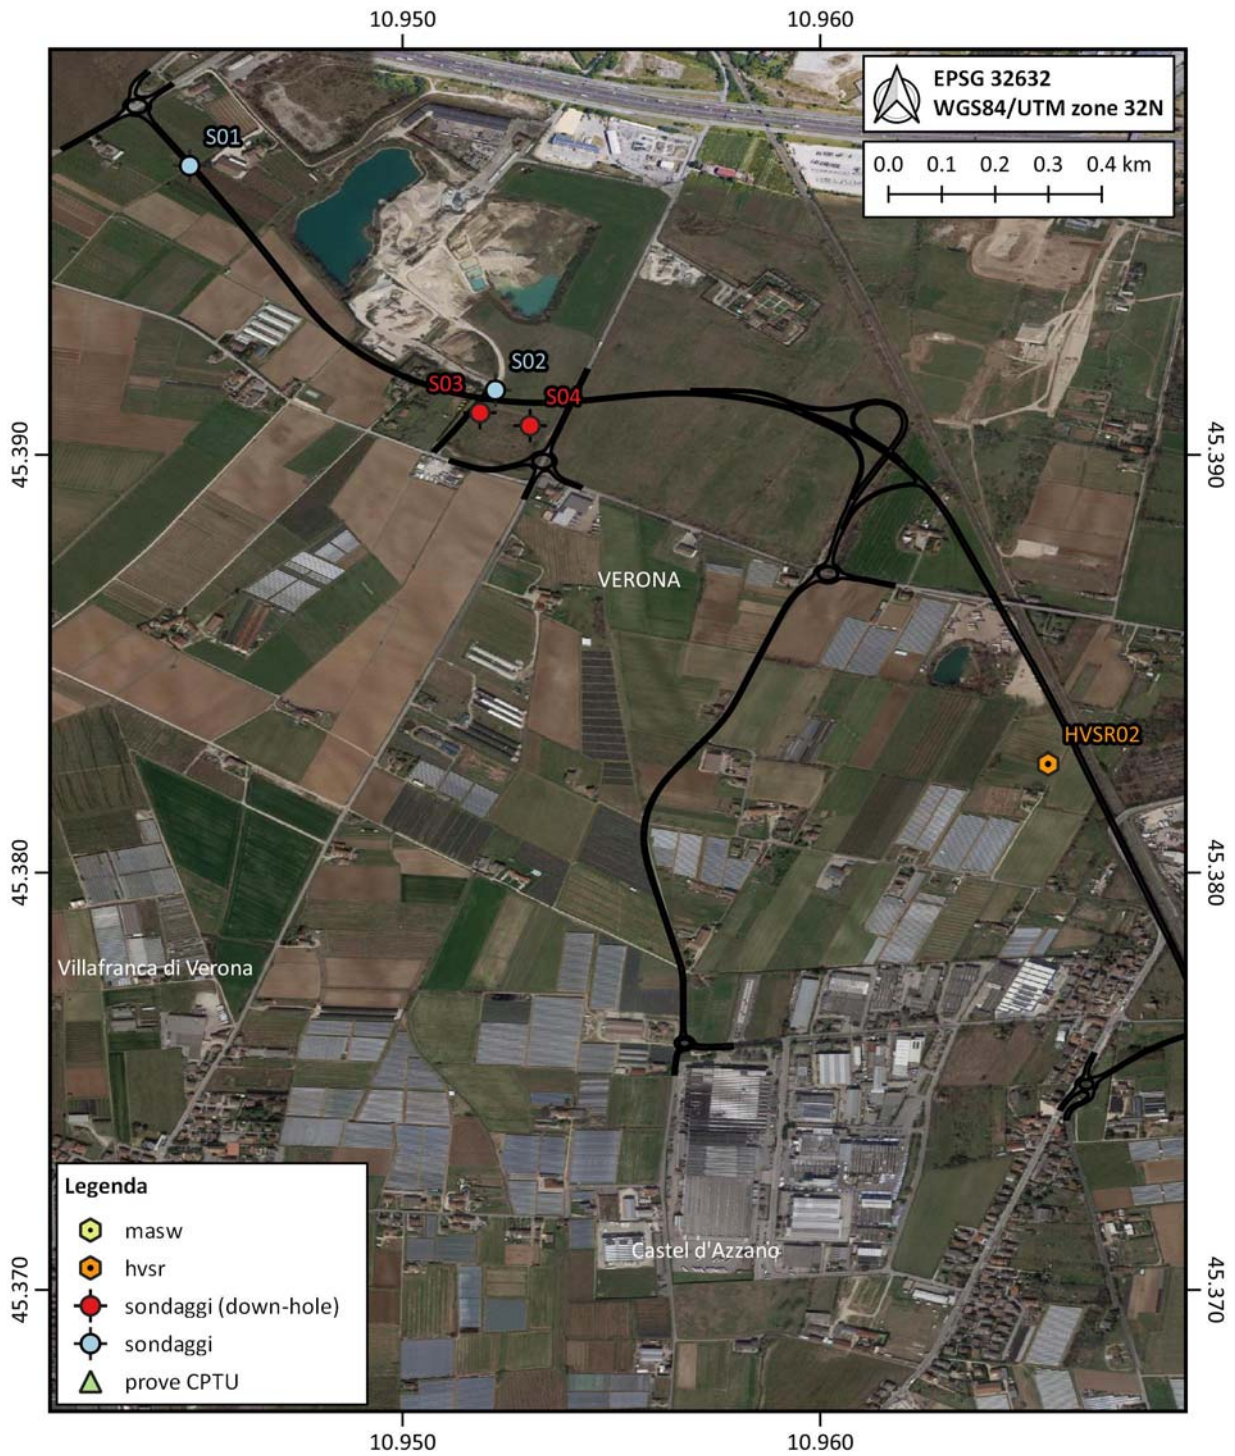 10.950
10.960
EPSG 32632
WGS84/UTM zone 32N
0.0 0.1 0.2 0.3 0.4 km
S01
S02
S03
S04
45.390
45.390
VERONA
HVSR02
45.380
45.380
Villafranca di Verona
Castel d'Azzano
45.370
45.370
Legenda
masw
hvsr
sondaggi (down-hole)
sondaggi
prove CPTU
10.950
10.960